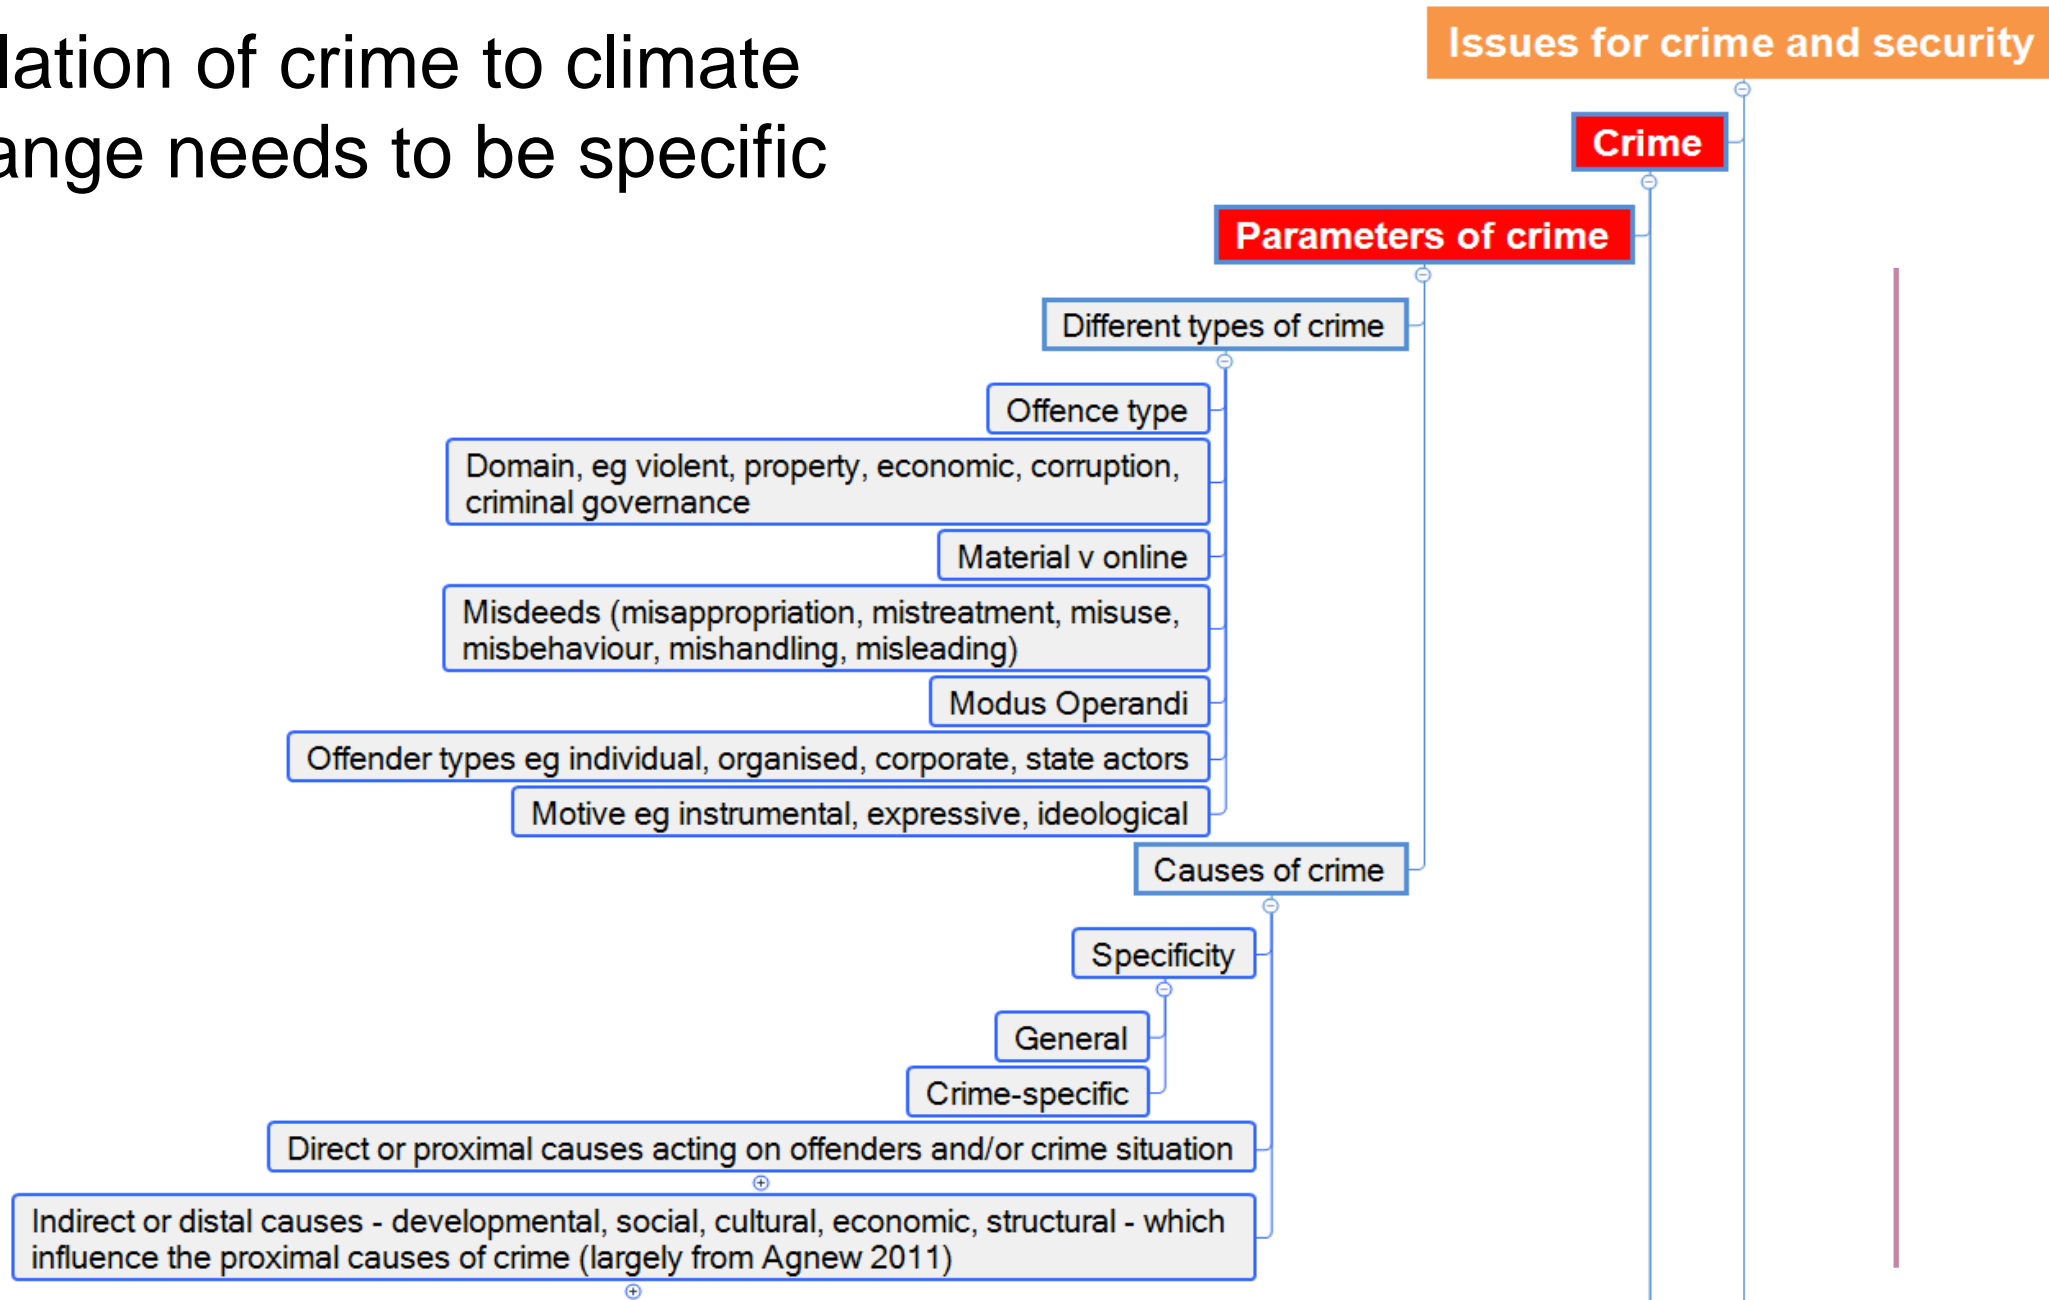 lation of crime to climate
ange needs to be specific
Issues for crime and security
Crime
Parameters of crime
Different types of crime
Offence type
Domain, eg violent, property, economic, corruption,
criminal governance
Material v online
Misdeeds (misappropriation, mistreatment, misuse,
misbehaviour, mishandling, misleading)
Modus Operandi
Offender types eg individual, organised, corporate, state actors
Motive eg instrumental, expressive, ideological
Causes of crime
Specificity
General
Crime-specific
Direct or proximal causes acting on offenders and/or crime situation
Indirect or distal causes - developmental, social, cultural, economic, structural - which
influence the proximal causes of crime (largely from Agnew 2011)